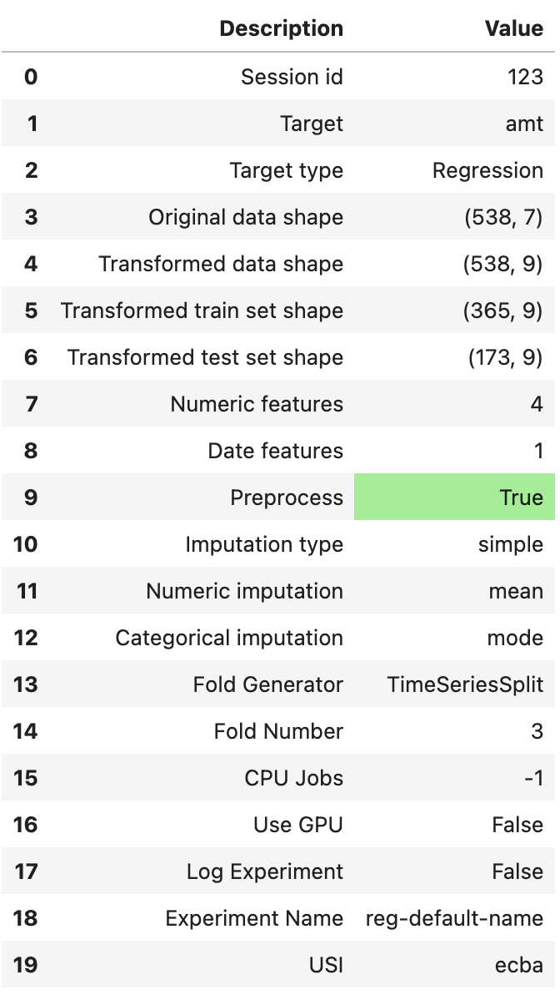 Description Value
0 Session id 123
1 Target amt
2 Target type Regression
3 Original data shape (538, 7)
4 Transformed data shape (538, 9)
5 Transformed train set shape (365, 9)
6 Transformed test set shape (173, 9)
7 Numeric features 4
8 Date features 1
9 Preprocess True
10 Imputation type simple
11 Numeric imputation mean
12 Categorical imputation mode
13 Fold Generator TimeSeriesSplit
14 Fold Number 3
15 CPU Jobs -1
16 Use GPU False
17 Log Experiment False
18 Experiment Name reg-default-name
19 USI ecba